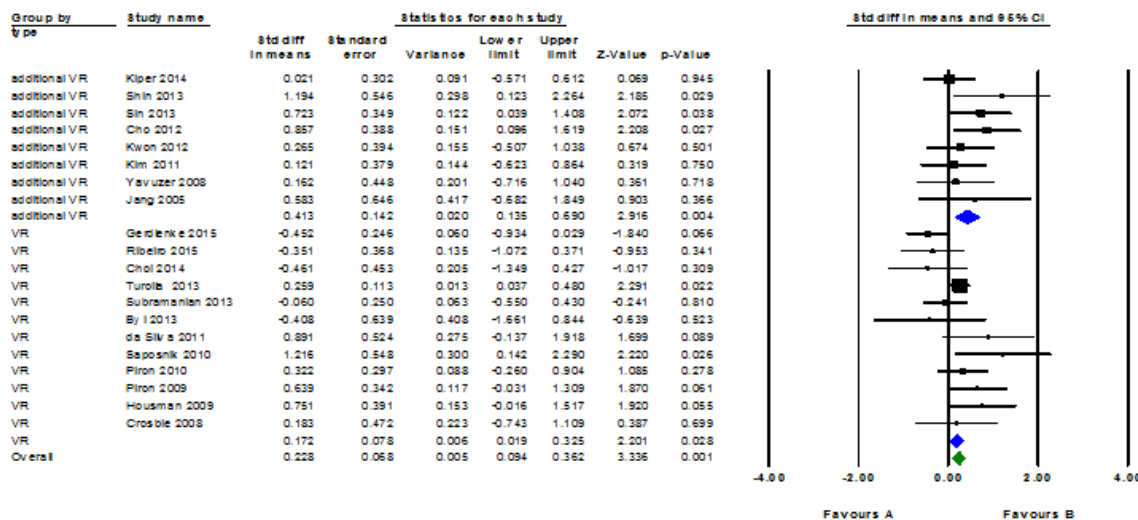 Group by type Study name Statistics for each study Std diff in means and 95% CI
Std diff in means Standard error Variance Lower limit Upper limit Z-Value p-Value
additional VR Kiper 2014 0.021 0.302 0.091 -0.571 0.612 0.069 0.945
additional VR Shin 2013 1.194 0.546 0.298 0.123 2.264 2.185 0.029
additional VR Sin 2013 0.723 0.349 0.122 0.039 1.408 2.072 0.038
additional VR Cho 2012 0.857 0.388 0.151 0.096 1.619 2.208 0.027
additional VR Kwon 2012 0.265 0.394 0.155 -0.507 1.038 0.674 0.501
additional VR Kim 2011 0.121 0.379 0.144 -0.623 0.864 0.319 0.750
additional VR Yavuzer 2008 0.162 0.448 0.201 -0.716 1.040 0.361 0.718
additional VR Jang 2005 0.583 0.646 0.417 -0.682 1.849 0.903 0.366
additional VR 0.413 0.142 0.020 0.135 0.690 2.916 0.004
VR Gerdienke 2015 -0.452 0.246 0.060 -0.934 0.029 -1.840 0.066
VR Ribeiro 2015 -0.351 0.368 0.135 -1.072 0.371 -0.953 0.341
VR Choi 2014 -0.461 0.453 0.205 -1.349 0.427 -1.017 0.309
VR Turolla 2013 0.259 0.113 0.013 0.037 0.480 2.291 0.022
VR Subramanian 2013 -0.060 0.250 0.063 -0.550 0.430 -0.241 0.810
VR Byl 2013 -0.408 0.639 0.408 -1.661 0.844 -0.639 0.523
VR da Silva 2011 0.891 0.524 0.275 -0.137 1.918 1.699 0.089
VR Saposnik 2010 1.216 0.548 0.300 0.142 2.290 2.220 0.026
VR Piron 2010 0.322 0.297 0.088 -0.260 0.904 1.085 0.278
VR Piron 2009 0.639 0.342 0.117 -0.031 1.309 1.870 0.061
VR Housman 2009 0.751 0.391 0.153 -0.016 1.517 1.920 0.055
VR Crosbie 2008 0.183 0.472 0.223 -0.743 1.109 0.387 0.699
VR 0.172 0.078 0.006 0.019 0.325 2.201 0.028
Overall 0.228 0.068 0.005 0.094 0.362 3.336 0.001
-4.00 -2.00 0.00 2.00 4.00
Favours A Favours B